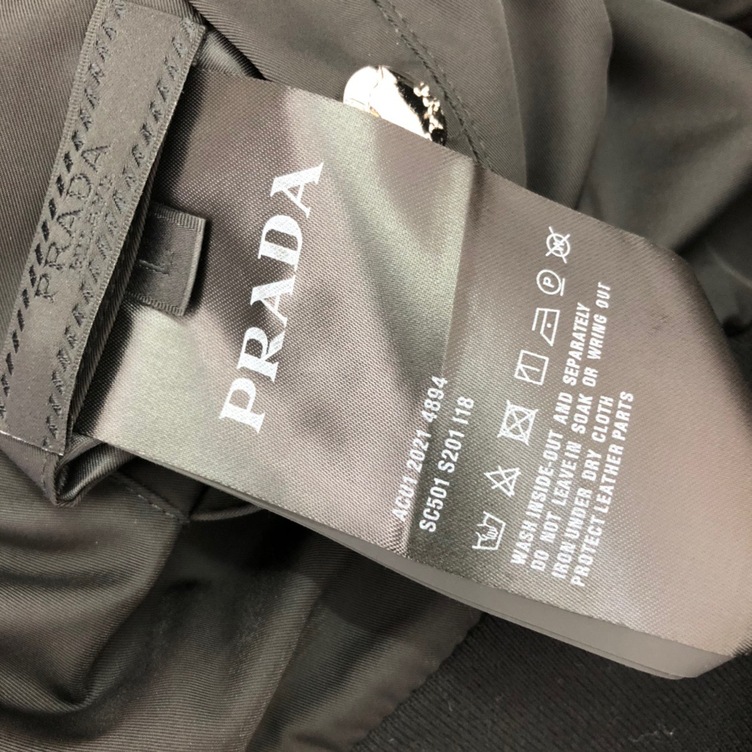 PRADA
L
PRADA
AC01 2021 4894
SC501 S201 I18
P
WASH INSIDE-OUT AND SEPARATELY
DO NOT LEAVE IN SOAK OR WRING OUT
IRON UNDER DRY CLOTH
PROTECT LEATHER PARTS